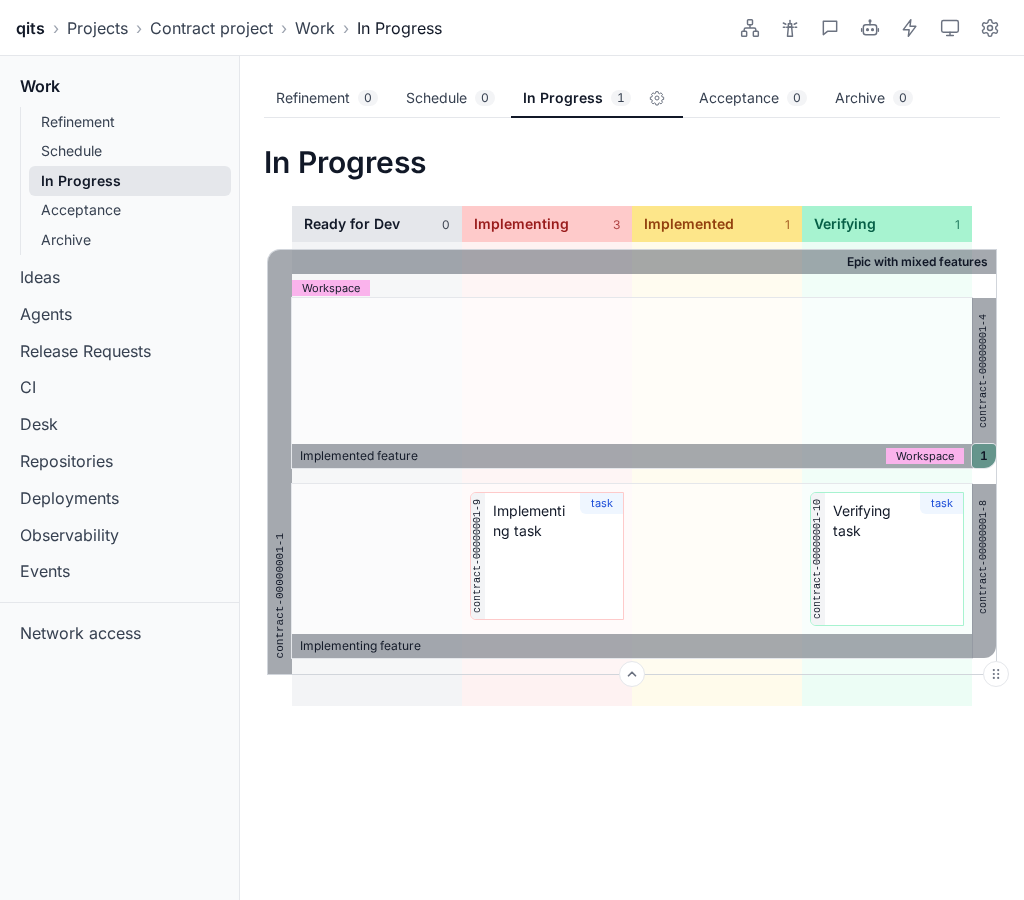 qits › Projects › Contract project › Work › In Progress
Work
Refinement
Schedule
In Progress
Acceptance
Archive
Ideas
Agents
Release Requests
CI
Desk
Repositories
Deployments
Observability
Events
Network access
Refinement 0 Schedule 0 In Progress 1 Acceptance 0 Archive 0
In Progress
Ready for Dev 0 Implementing 3 Implemented 1 Verifying 1
Epic with mixed features
Workspace
contract-00000001-4
Implemented feature Workspace 1
contract-00000001-1
contract-00000001-9
Implementi
ng task
task
contract-00000001-10
Verifying
task
task
contract-00000001-8
Implementing feature